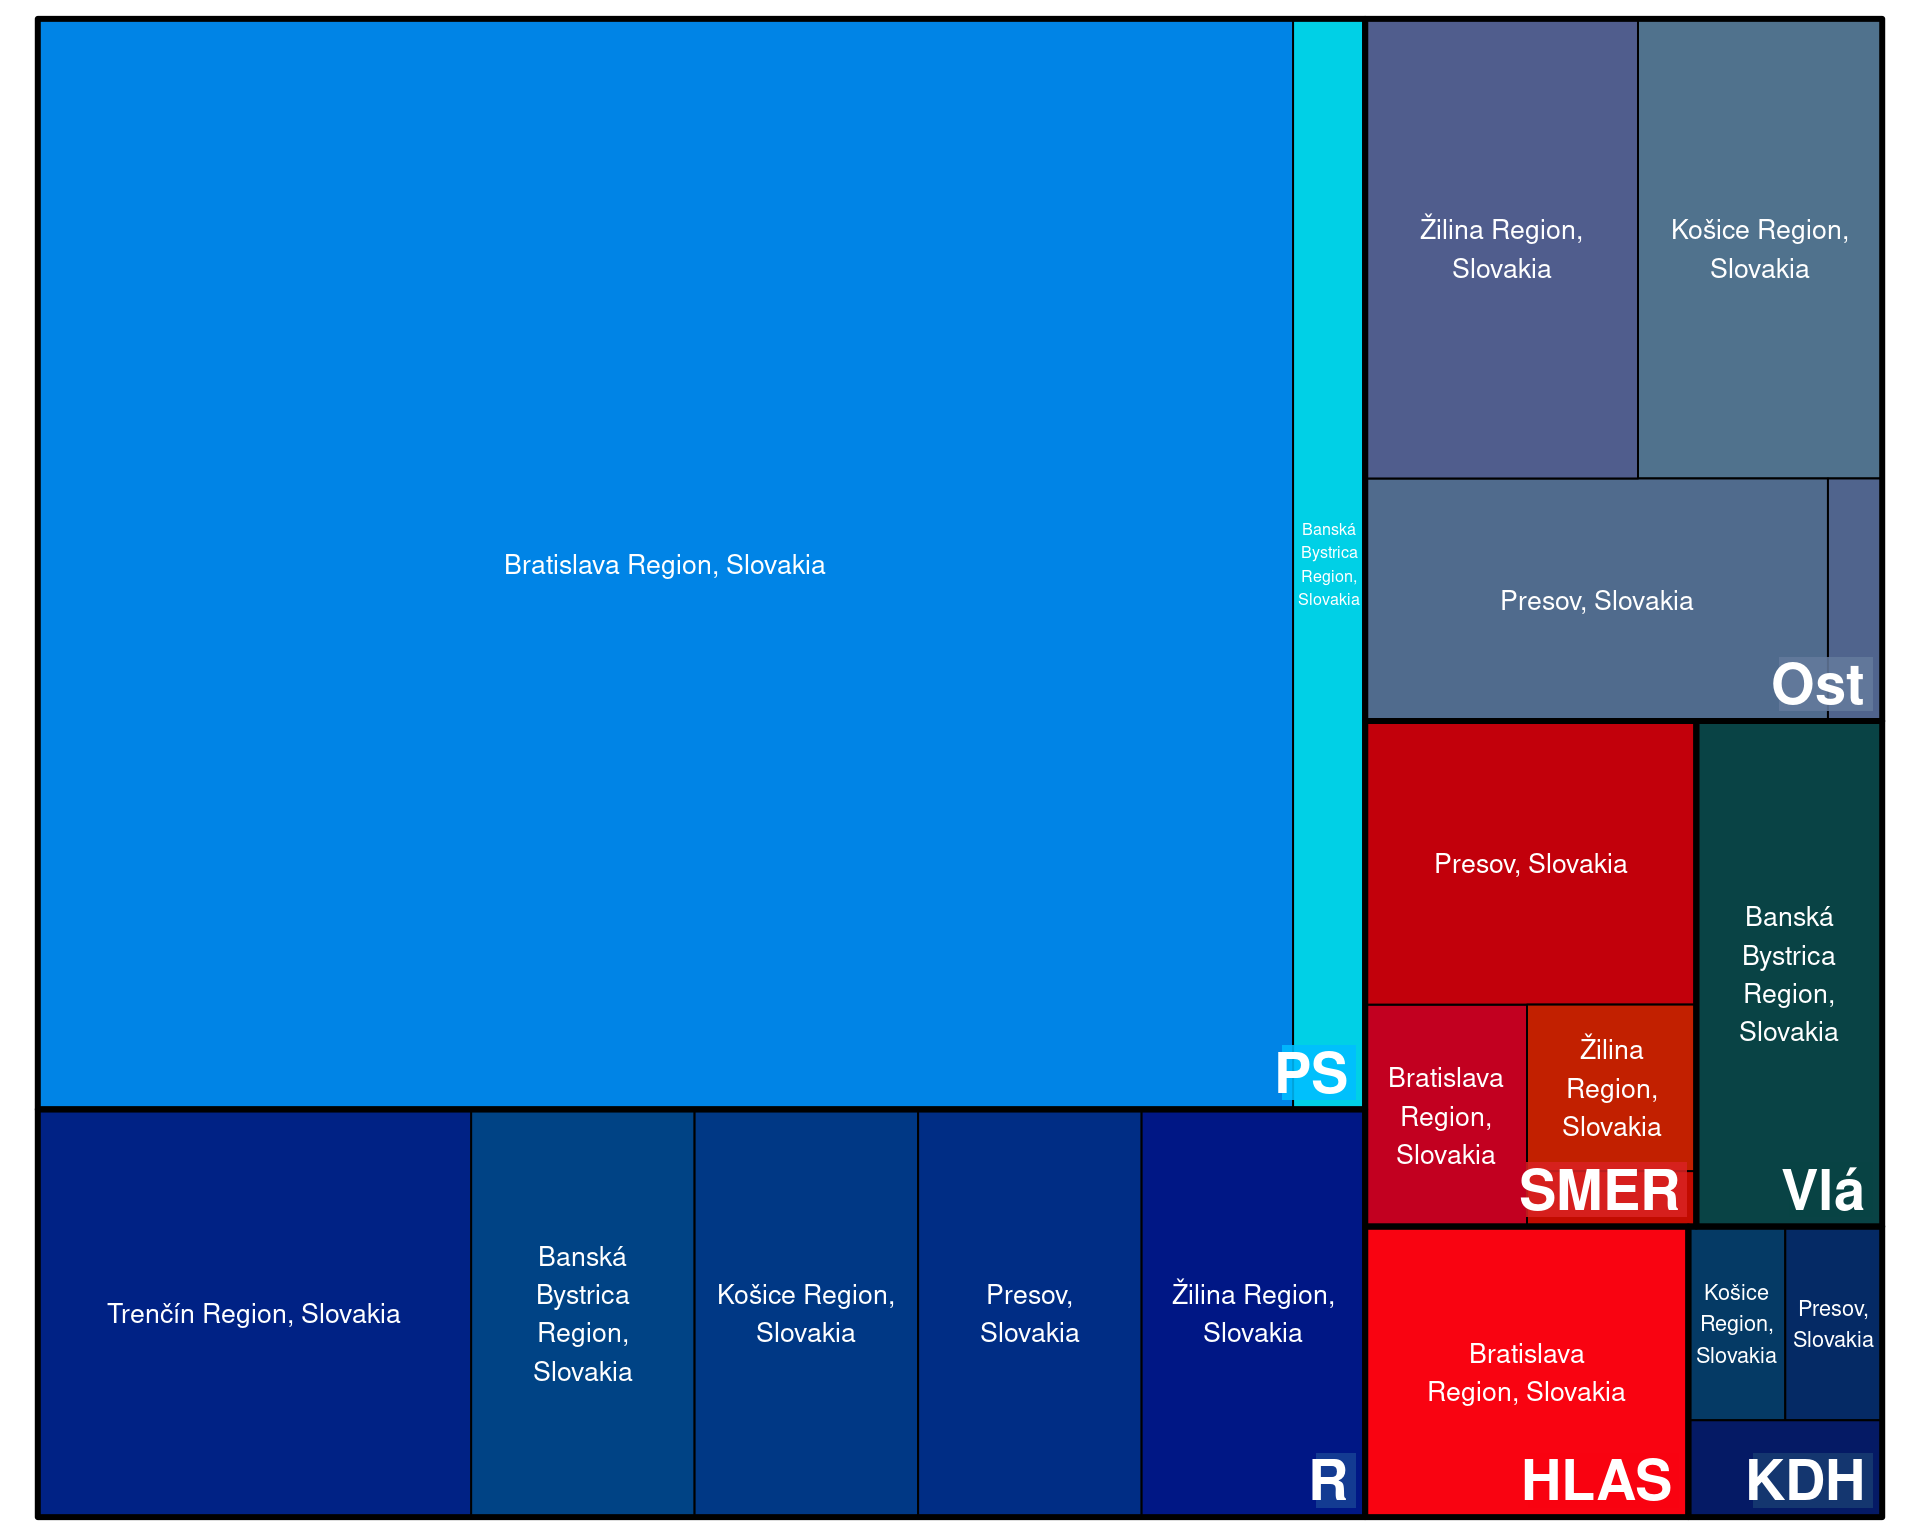 Bratislava Region, Slovakia
Banská
Bystrica
Region,
Slovakia
PS
Trenčín Region, Slovakia
Banská
Bystrica
Region,
Slovakia
Košice Region,
Slovakia
Presov,
Slovakia
Žilina Region,
Slovakia
R
Žilina Region,
Slovakia
Košice Region,
Slovakia
Presov, Slovakia
Ost
Presov, Slovakia
Bratislava
Region,
Slovakia
Žilina
Region,
Slovakia
SMER
Banská
Bystrica
Region,
Slovakia
Vlá
Bratislava
Region, Slovakia
HLAS
Košice
Region,
Slovakia
Presov,
Slovakia
KDH